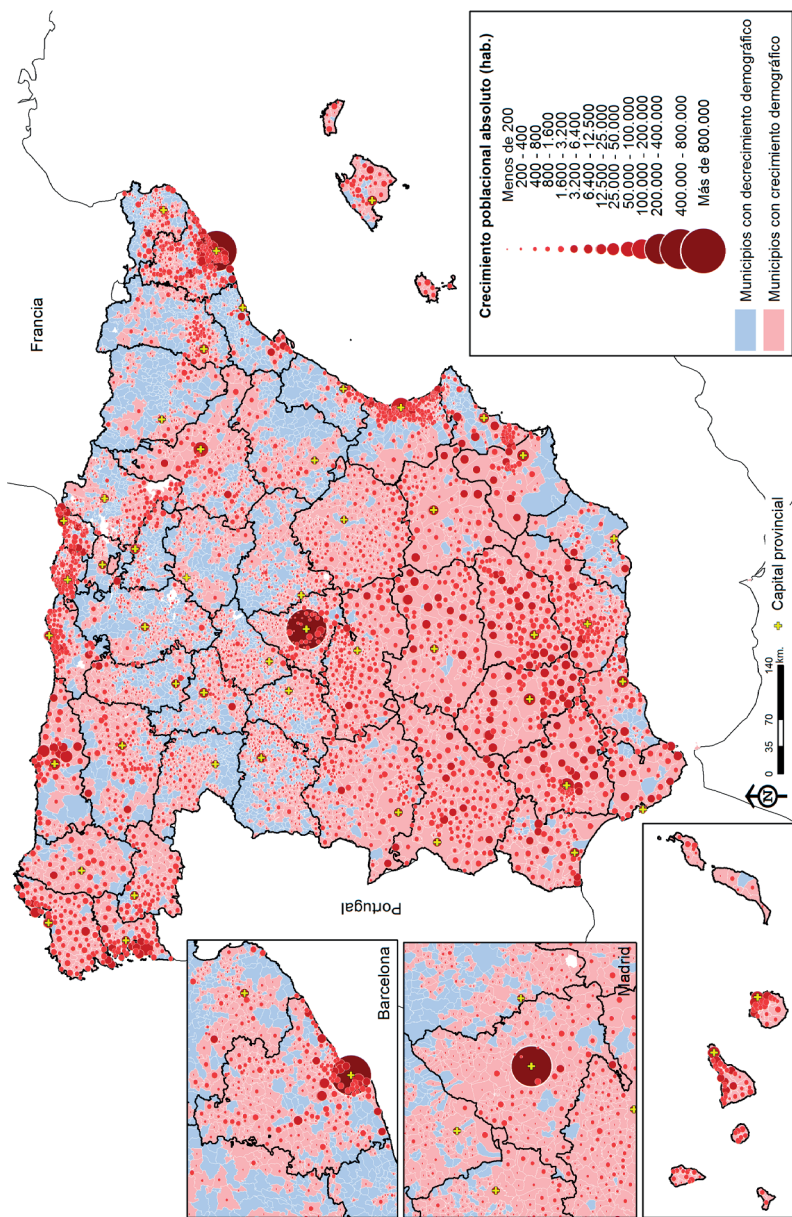 Francia
Portugal
Barcelona
Madrid
Crecimiento poblacional absoluto (hab.)
Menos de 200
200 - 400
400 - 800
800 - 1.600
1.600 - 3.200
3.200 - 6.400
6.400 - 12.500
12.500 - 25.000
25.000 - 50.000
50.000 - 100.000
100.000 - 200.000
200.000 - 400.000
400.000 - 800.000
Más de 800.000
Municipios con decrecimiento demográfico
Municipios con crecimiento demográfico
N
0 35 70 140
km.
Capital provincial